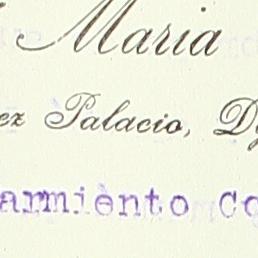 Maria
ez Palacio, D
armiento co